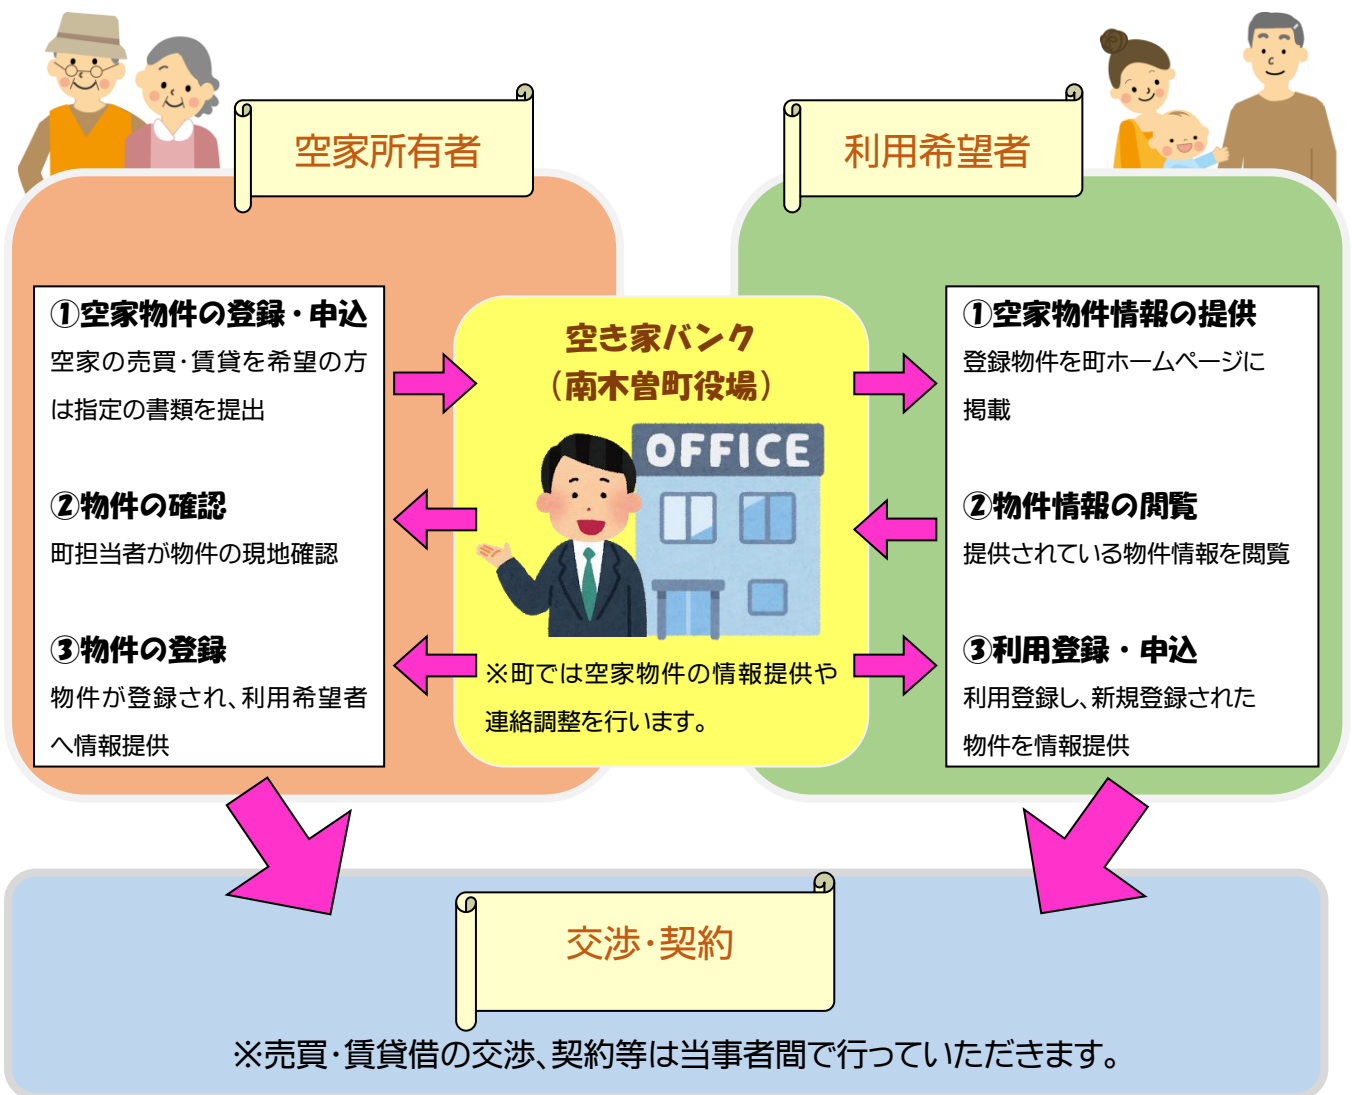 空家所有者
利用希望者
①空家物件の登録・申込
空家の売買・賃貸を希望の方
は指定の書類を提出
②物件の確認
町担当者が物件の現地確認
③物件の登録
物件が登録され、利用希望者
へ情報提供
空き家バンク
（南木曽町役場）
OFFICE
※町では空家物件の情報提供や
連絡調整を行います。
①空家物件情報の提供
登録物件を町ホームページに
掲載
②物件情報の閲覧
提供されている物件情報を閲覧
③利用登録・申込
利用登録し、新規登録された
物件を情報提供
交渉・契約
※売買・賃貸借の交渉、契約等は当事者間で行っていただきます。